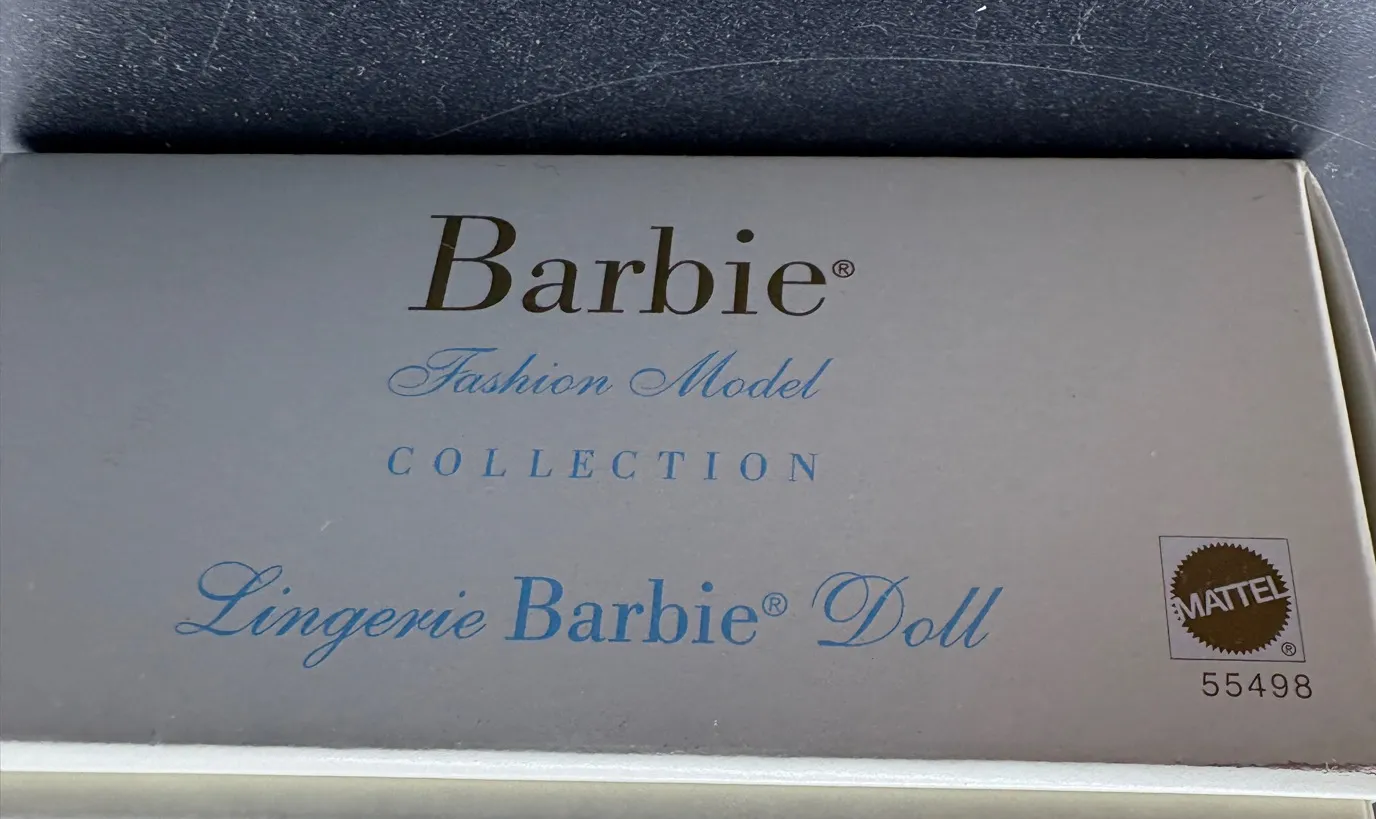 Barbie®
Fashion Model
COLLECTION
Lingerie Barbie® Doll
MATTEL
®
55498